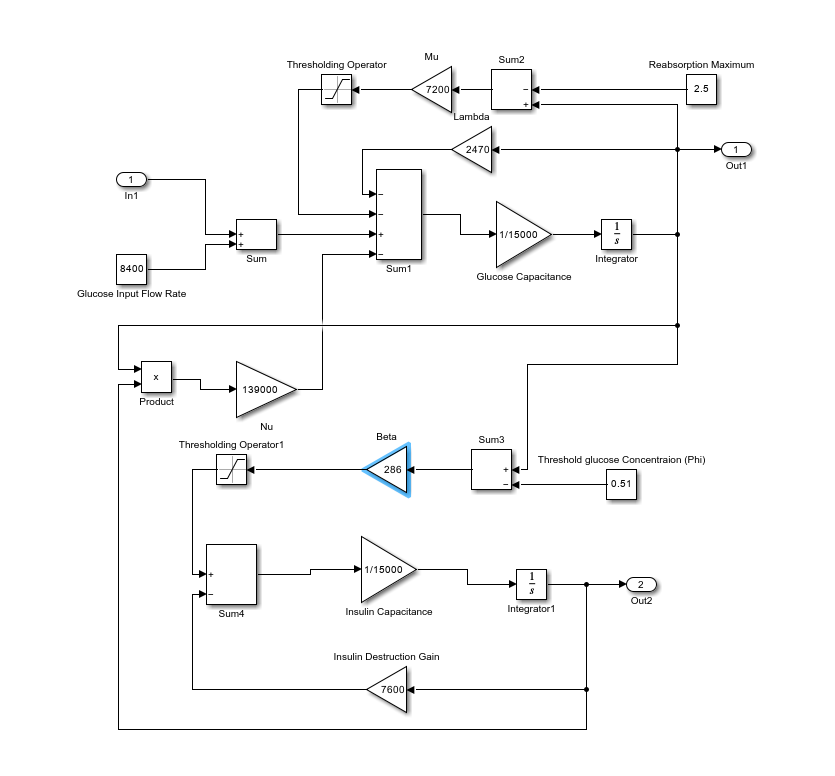 Mu
Sum2
Thresholding Operator
Reabsorption Maximum
7200
−
+
2.5
Lambda
2470
1
Out1
1
In1
−
−
+
−
Sum1
+
+
Sum
1/15000
Glucose Capacitance
1
s
Integrator
8400
Glucose Input Flow Rate
x
Product
139000
Nu
Beta
Sum3
Thresholding Operator1
Threshold glucose Concentraion (Phi)
286
+
−
0.51
+
−
Sum4
1/15000
Insulin Capacitance
1
s
Integrator1
2
Out2
Insulin Destruction Gain
7600